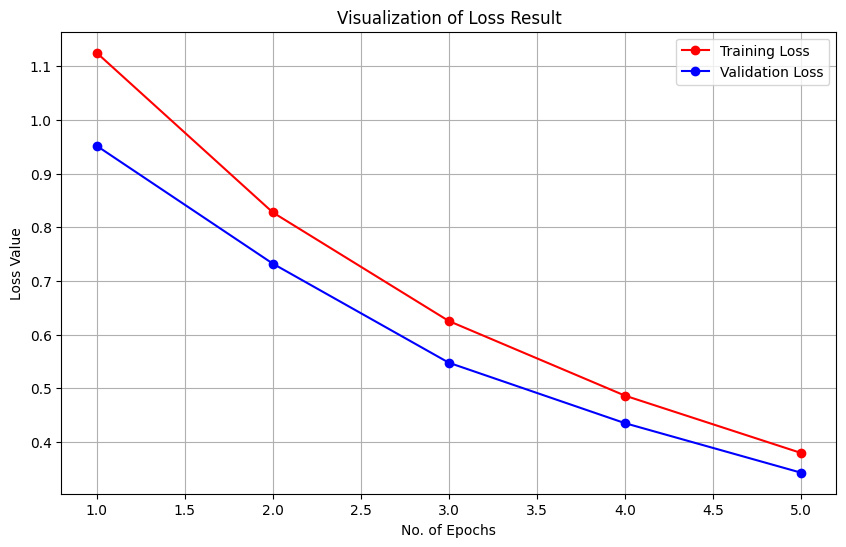 Visualization of Loss Result
Training Loss
Validation Loss
1.1
1.0
0.9
0.8
0.7
0.6
0.5
0.4
Loss Value
1.0 1.5 2.0 2.5 3.0 3.5 4.0 4.5 5.0
No. of Epochs